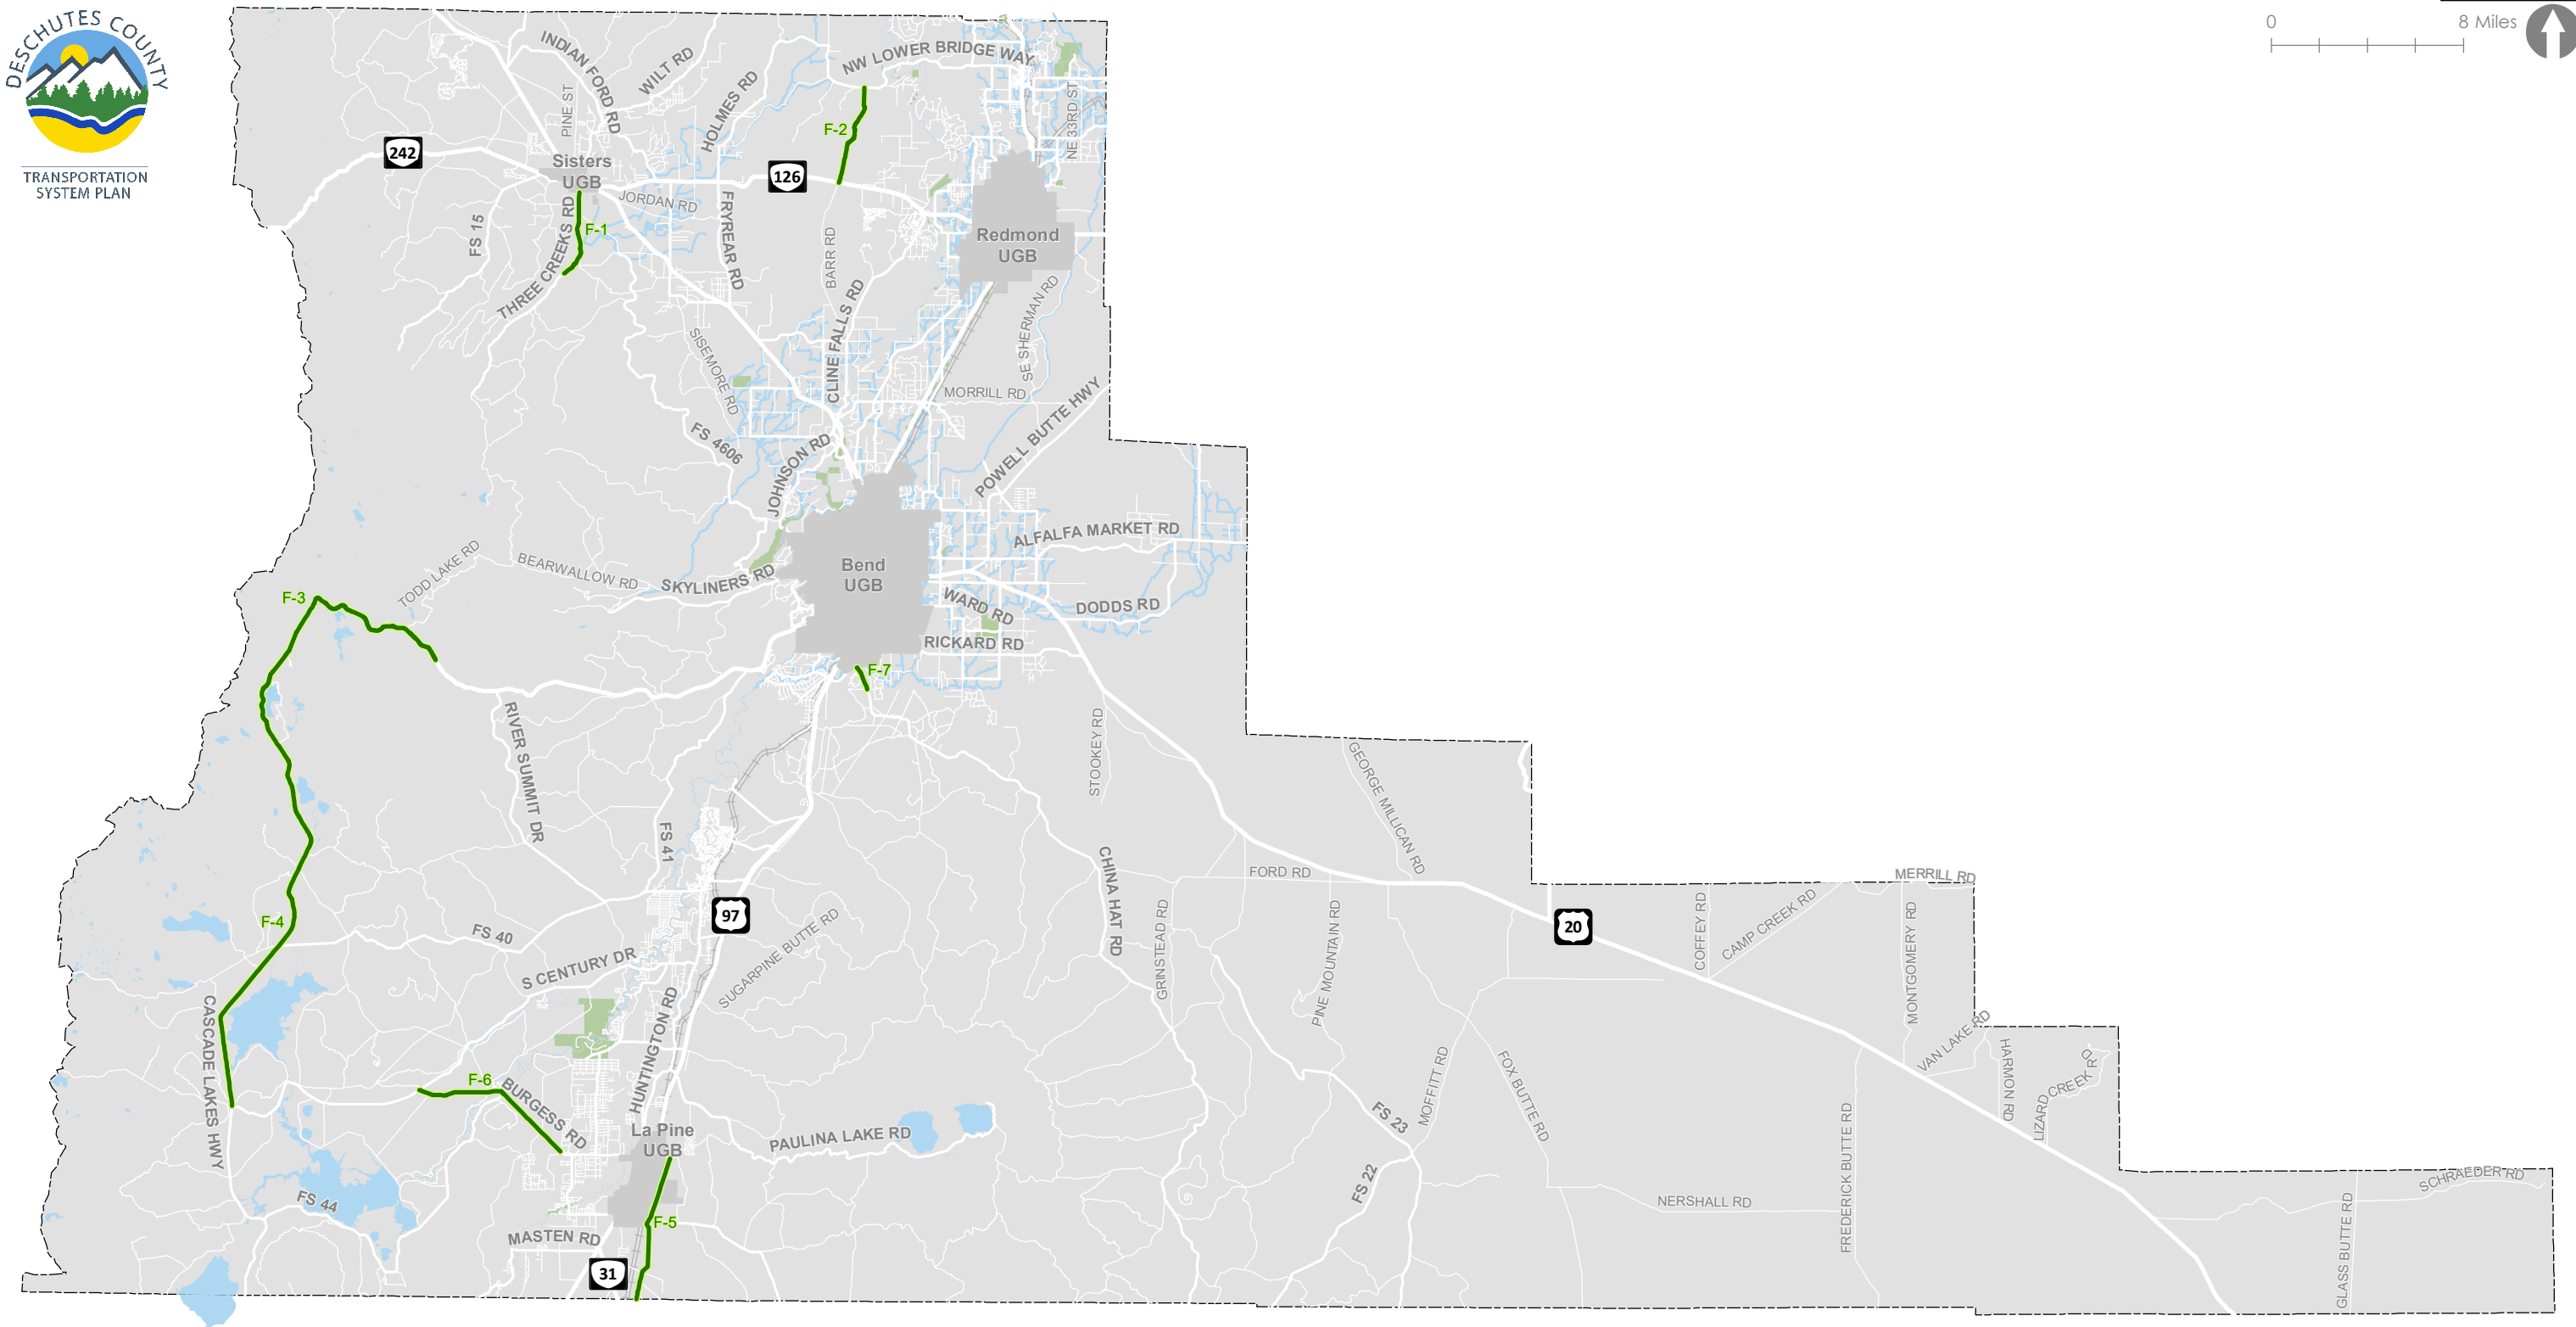 DESCHUTES COUNTY
TRANSPORTATION
SYSTEM PLAN
0 8 Miles
INDIAN FORD RD
WILT RD
NW LOWER BRIDGE WAY
PINE ST
HOLMES RD
NE 33RD ST
F-2
242
Sisters
UGB
126
JORDAN RD
FRYREAR RD
FS 15
THREE CREEKS RD
F-1
BARR RD
Redmond
UGB
CLINE FALLS RD
SE SHERMAN RD
SISEMORE RD
MORRILL RD
POWELL BUTTE HWY
FS 4606
JOHNSON RD
ALFALFA MARKET RD
TODD LAKE RD
BEARWALLOW RD
SKYLINERS RD
Bend
UGB
F-3
WARD RD
DODDS RD
RICKARD RD
F-7
RIVER SUMMIT DR
STOOKEY RD
GEORGE MILLICAN RD
FS 41
CHINA HAT RD
FORD RD
MERRILL RD
F-4
FS 40
97
SUGARPINE BUTTE RD
GRINSTEAD RD
PINE MOUNTAIN RD
20
COFFEY RD
CAMP CREEK RD
MONTGOMERY RD
S CENTURY DR
CASCADE LAKES HWY
HUNTINGTON RD
VAN LAKE RD
HARMON RD
LIZARD CREEK RD
MOFFITT RD
FOX BUTTE RD
F-6
BURGESS RD
La Pine
UGB
PAULINA LAKE RD
FS 23
FS 22
FREDERICK BUTTE RD
NERSHALL RD
SCHRAEDER RD
GLASS BUTTE RD
FS 44
F-5
MASTEN RD
31